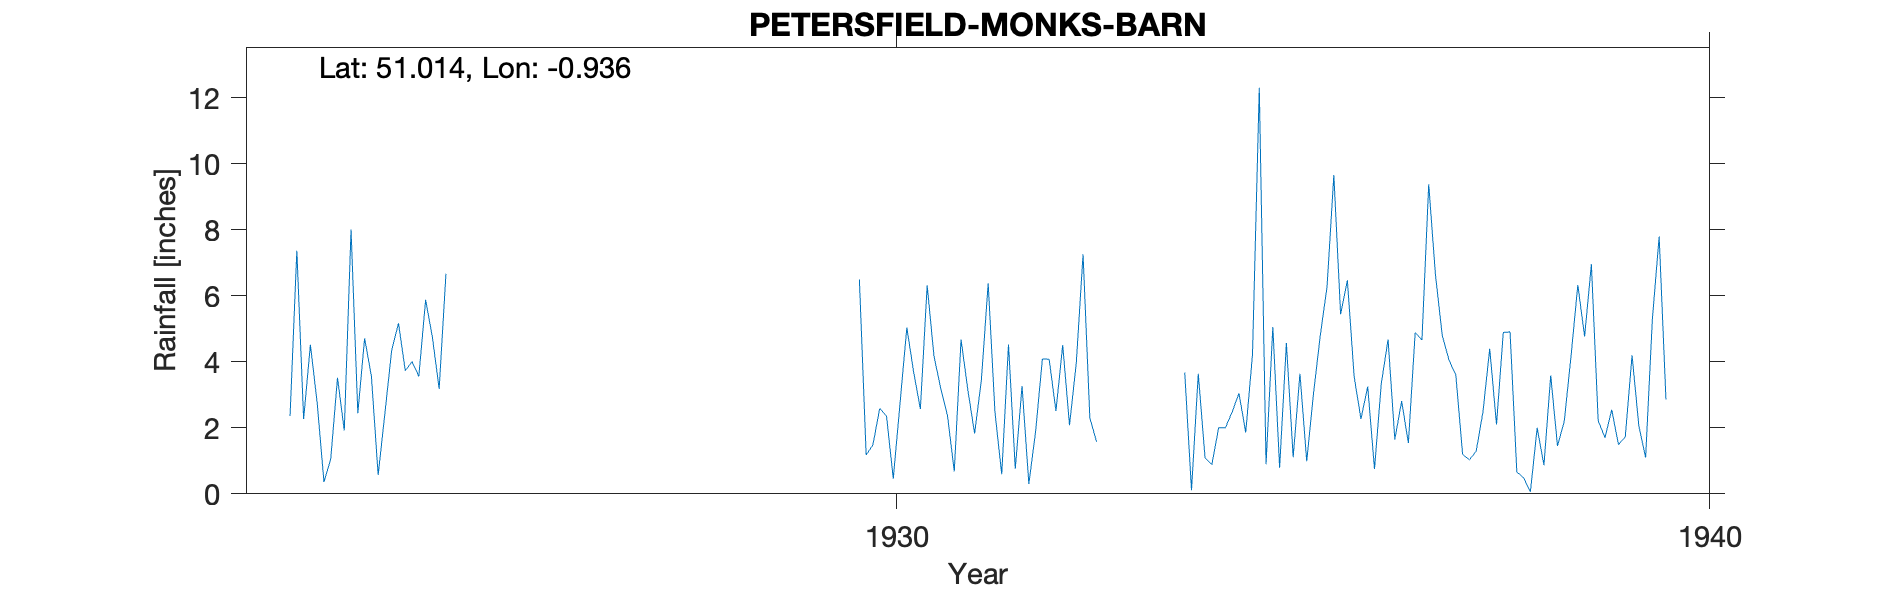 PETERSFIELD-MONKS-BARN
Lat: 51.014, Lon: -0.936
12
10
8
6
4
2
0
Rainfall [inches]
1930
1940
Year